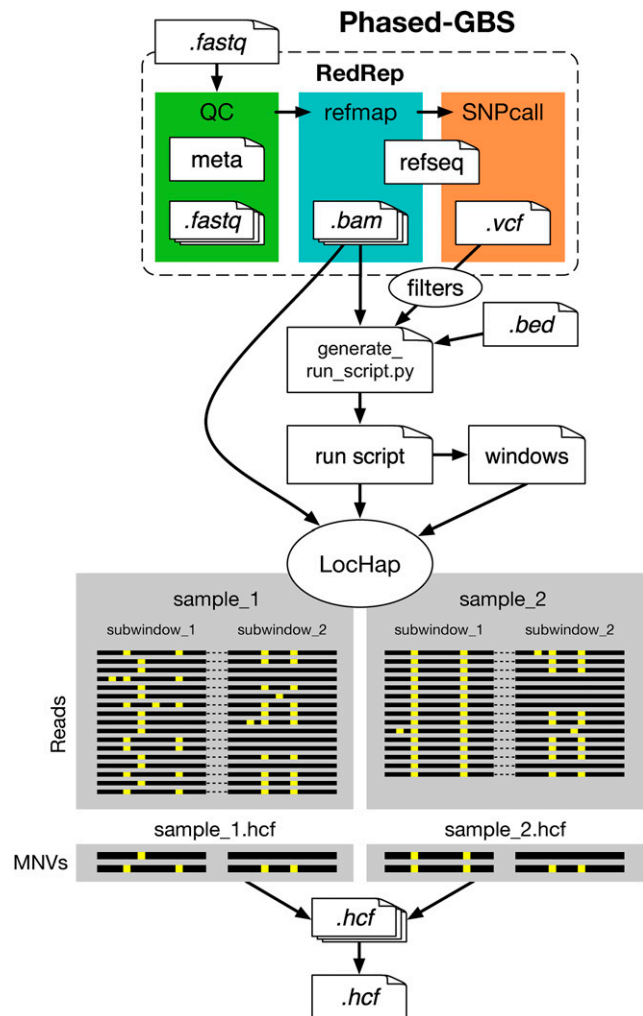 Phased-GBS
.fastq
RedRep
QC
refmap
SNPcall
meta
refseq
.fastq
.bam
.vcf
filters
.bed
generate_
run_script.py
run script
windows
LocHap
sample_1
sample_2
subwindow_1
subwindow_2
subwindow_1
subwindow_2
Reads
sample_1.hcf
sample_2.hcf
MNVs
.hcf
.hcf